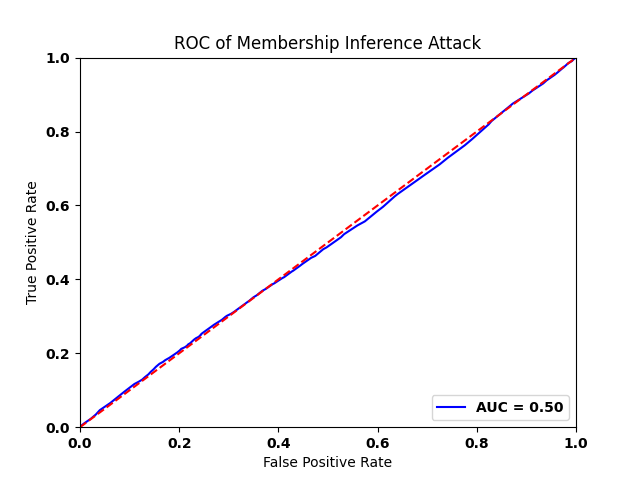 ROC of Membership Inference Attack
1.0
0.8
0.6
0.4
0.2
0.0
True Positive Rate
AUC = 0.50
0.0 0.2 0.4 0.6 0.8 1.0
False Positive Rate